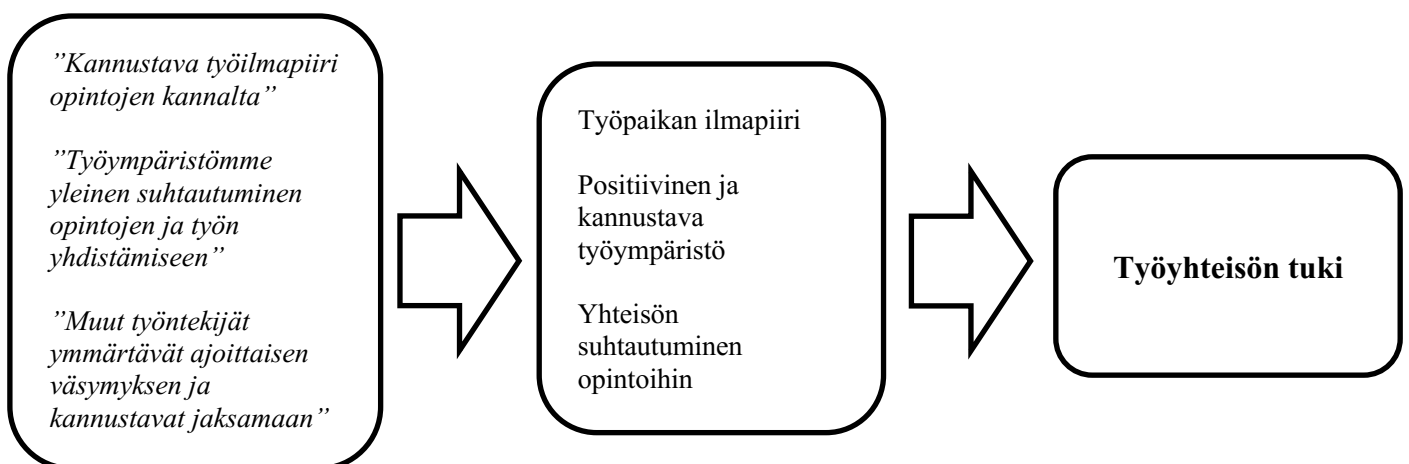 ”Kannustava työilmapiiri
opintojen kannalta”
”Työympäristömme
yleinen suhtautuminen
opintojen ja työn
yhdistämiseen”
”Muut työntekijät
ymmärtävät ajoittaisen
väsymyksen ja
kannustavat jaksamaan”
Työpaikan ilmapiiri
Positiivinen ja
kannustava
työympäristö
Yhteisön
suhtautuminen
opintoihin
Työyhteisön tuki